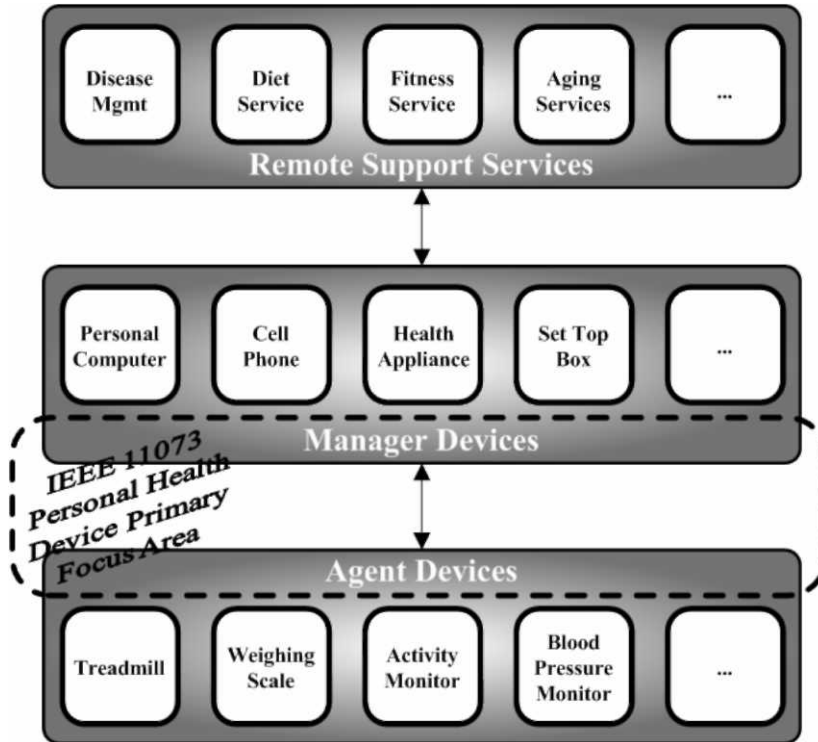 Disease
Mgmt
Diet
Service
Fitness
Service
Aging
Services
...
Remote Support Services
Personal
Computer
Cell
Phone
Health
Appliance
Set Top
Box
...
Manager Devices
IEEE 11073
Personal Health
Device Primary
Focus Area
Agent Devices
Treadmill
Weighing
Scale
Activity
Monitor
Blood
Pressure
Monitor
...